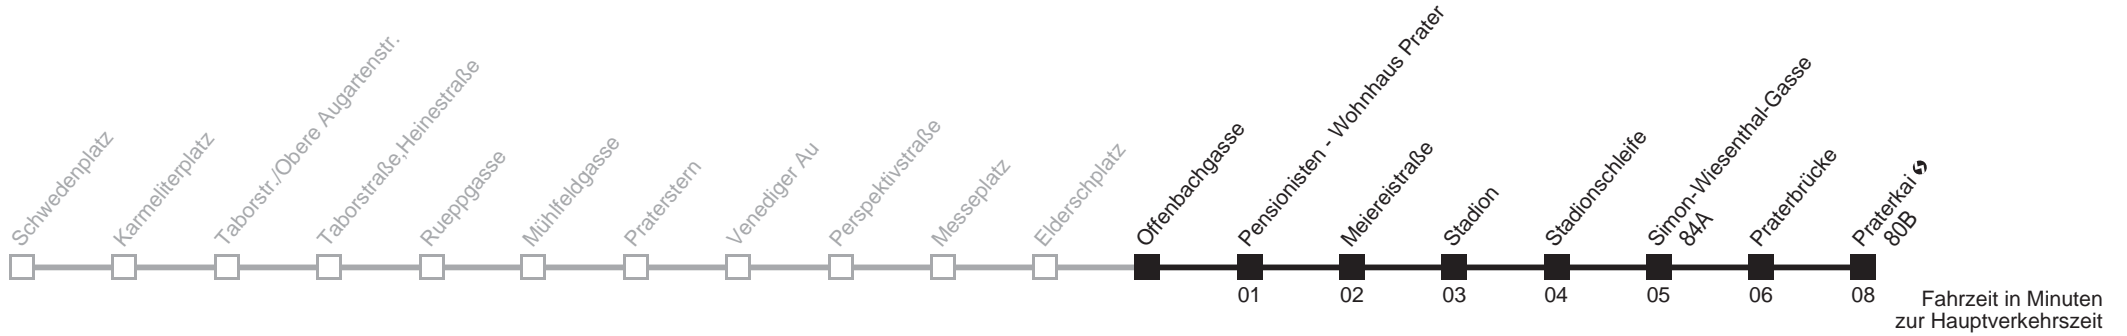 Schwedenplatz
Karmeliterplatz
Taborstr./Obere Augartenstr.
Taborstraße,Heinestraße
Rueppgasse
Mühlfeldgasse
Praterstern
Venediger Au
Perspektivstraße
Messeplatz
Elderschplatz
Offenbachgasse
Pensionisten - Wohnhaus Prater
Meiereistraße
Stadion
Stadionschleife
Simon-Wiesenthal-Gasse
84A
Praterbrücke
Praterkai
80B
01
02
03
04
05
06
08
Fahrzeit in Minuten
zur Hauptverkehrszeit